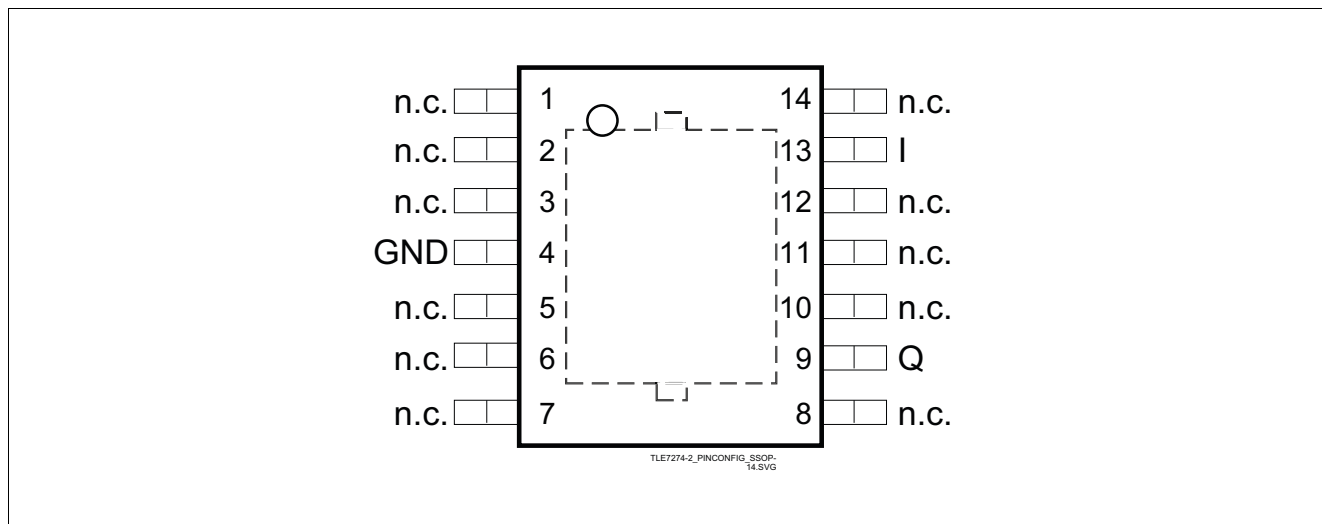 n.c. 1 14 n.c.
n.c. 2 13 I
n.c. 3 12 n.c.
GND 4 11 n.c.
n.c. 5 10 n.c.
n.c. 6 9 Q
n.c. 7 8 n.c.
TLE7274-2_PINCONFIG_SSOP-
14.SVG